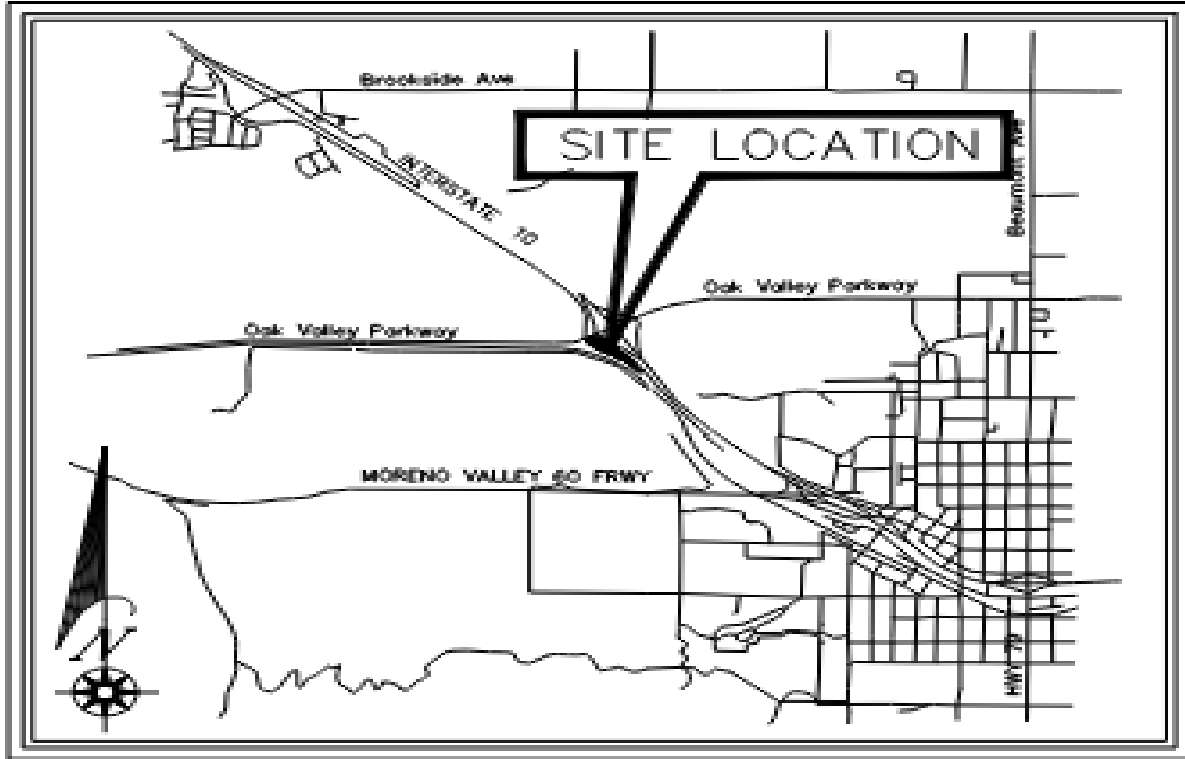 Brookside Ave
SITE LOCATION
INTERSTATE 10
Beaumont Ave
Oak Valley Parkway
Oak Valley Parkway
MORENO VALLEY 60 FRWY
N
HWY 79